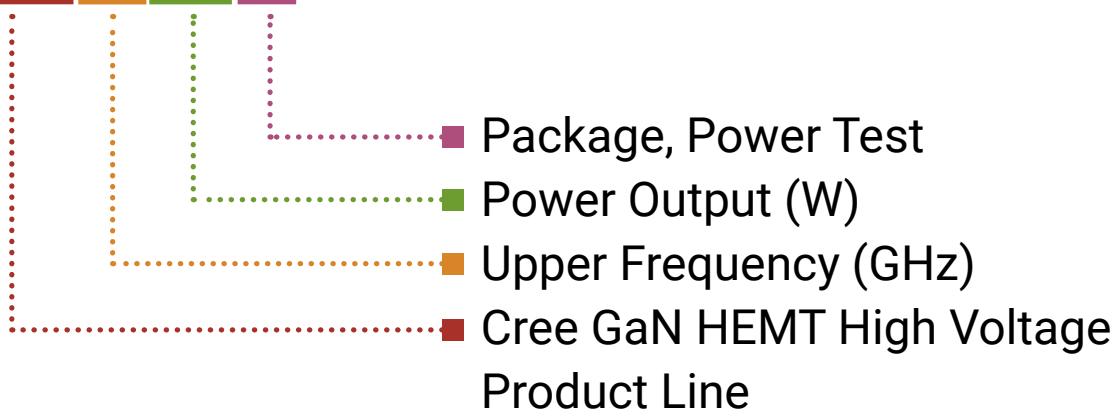 Package, Power Test
Power Output (W)
Upper Frequency (GHz)
Cree GaN HEMT High Voltage
Product Line